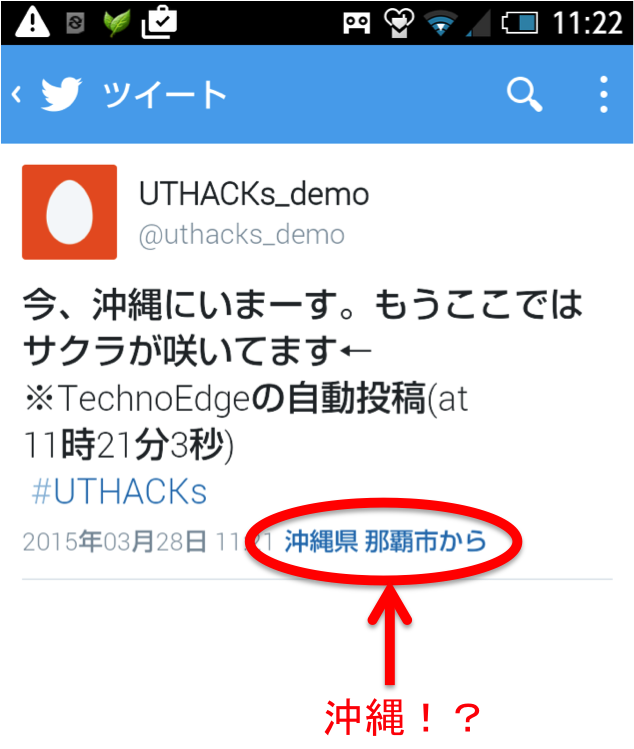 11:22
ツイート
UTHACKs_demo
@uthacks_demo
今、沖縄にいまーす。もうここでは
サクラが咲いてます←
※TechnoEdgeの自動投稿(at
11時21分3秒)
#UTHACKs
2015年03月28日 11:21 沖縄県 那覇市から
沖縄！？